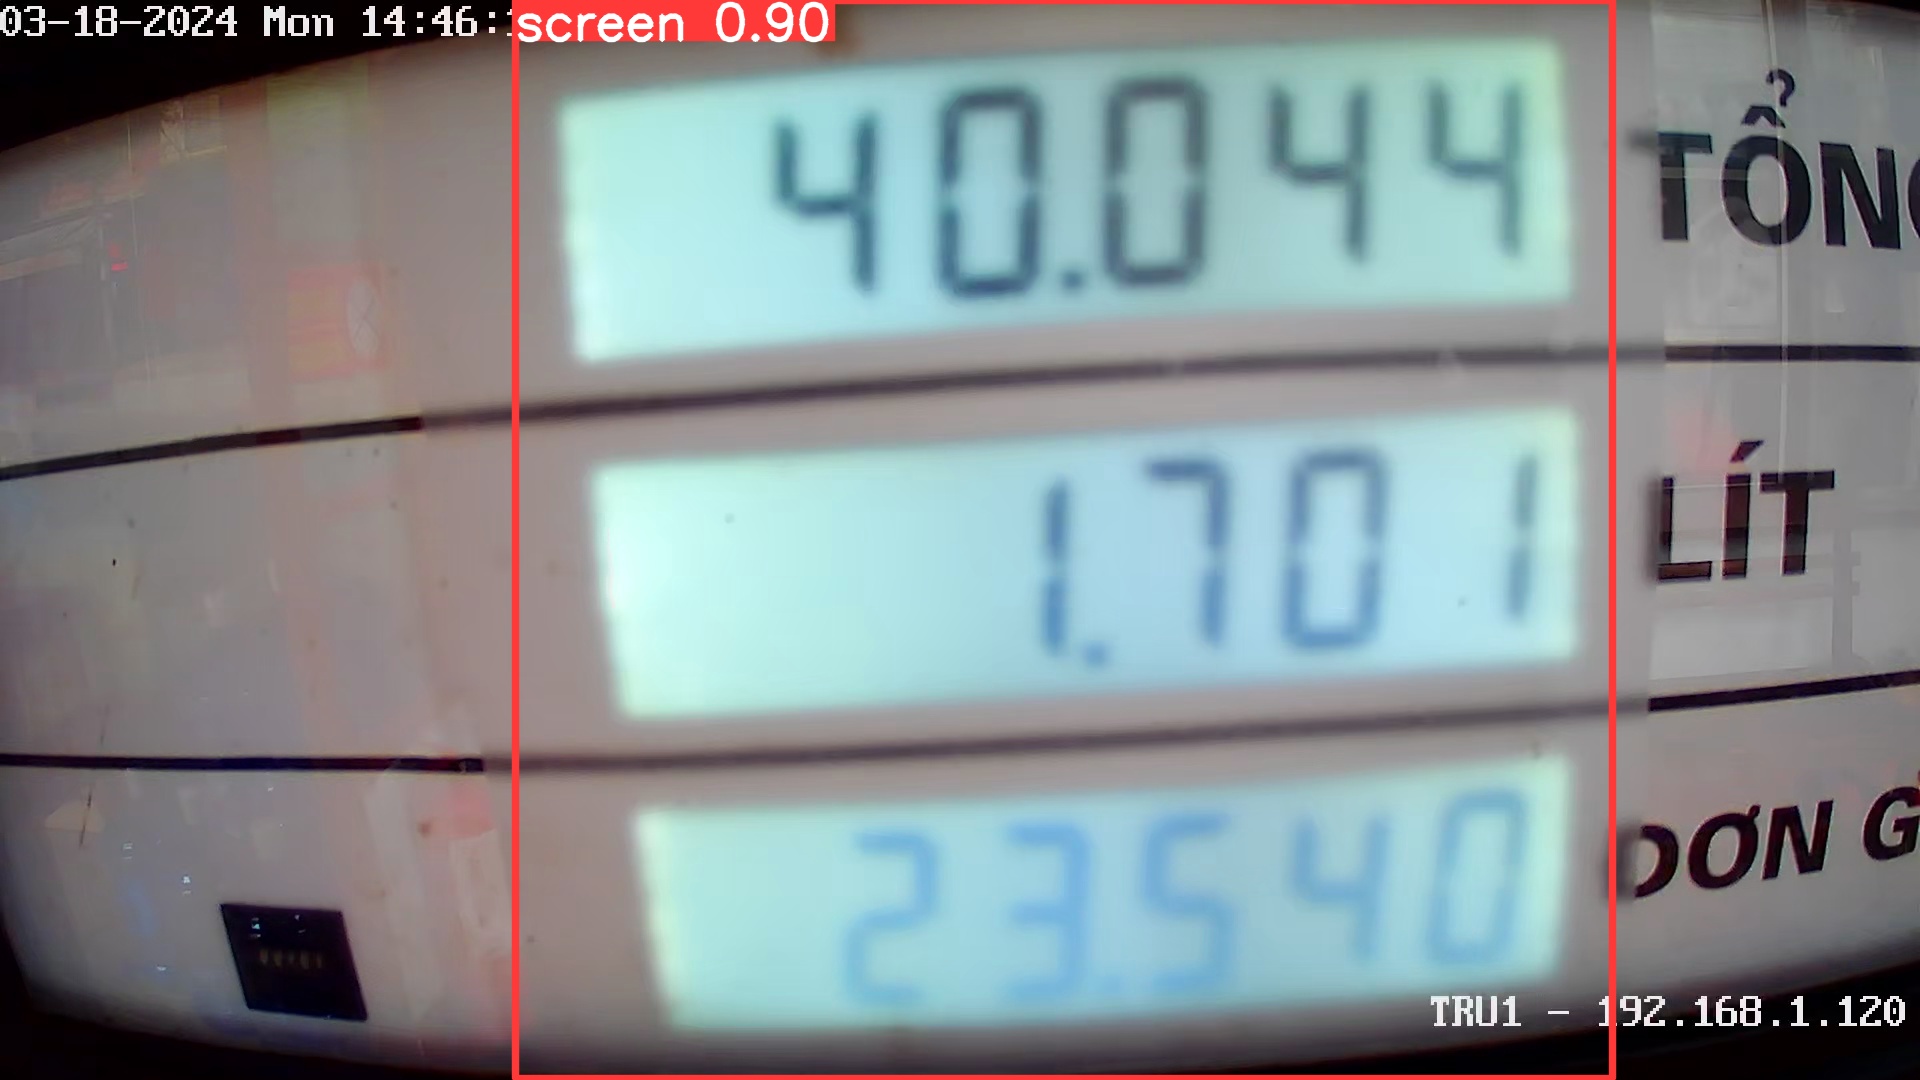 03-18-2024 Mon 14:46:
screen 0.90
40.044
TỔNG
1.701
LÍT
23.540
ĐƠN G
TRU1 - 192.168.1.120